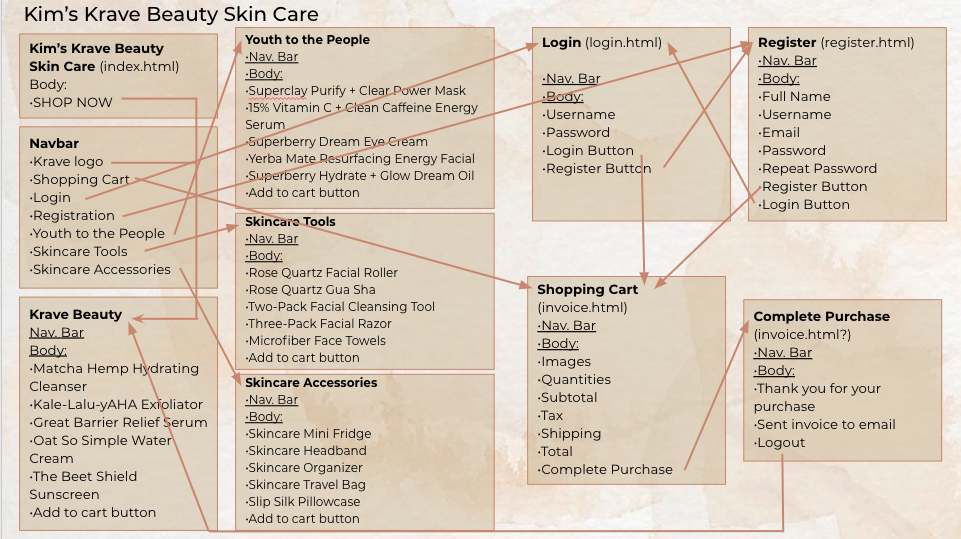 Kim's Krave Beauty Skin Care
Kim's Krave Beauty
Skin Care (index.html)
Body:
•SHOP NOW
Navbar
•Krave logo
•Shopping Cart
•Login
•Registration
•Youth to the People
•Skincare Tools
•Skincare Accessories
Krave Beauty
Nav. Bar
Body:
•Matcha Hemp Hydrating
Cleanser
•Kale-Lalu-yAHA Exfoliator
•Great Barrier Relief Serum
•Oat So Simple Water
Cream
•The Beet Shield
Sunscreen
•Add to cart button
Youth to the People
•Nav. Bar
•Body:
•Superclay Purify + Clear Power Mask
•15% Vitamin C + Clean Caffeine Energy
Serum
•Superberry Dream Eye Cream
•Yerba Mate Resurfacing Energy Facial
•Superberry Hydrate + Glow Dream Oil
•Add to cart button
Skincare Tools
•Nav. Bar
•Body:
•Rose Quartz Facial Roller
•Rose Quartz Gua Sha
•Two-Pack Facial Cleansing Tool
•Three-Pack Facial Razor
•Microfiber Face Towels
•Add to cart button
Skincare Accessories
•Nav. Bar
•Body:
•Skincare Mini Fridge
•Skincare Headband
•Skincare Organizer
•Skincare Travel Bag
•Slip Silk Pillowcase
•Add to cart button
Login (login.html)
•Nav. Bar
•Body:
•Username
•Password
•Login Button
•Register Button
Register (register.html)
•Nav. Bar
•Body:
•Full Name
•Username
•Email
•Password
•Repeat Password
•Register Button
•Login Button
Shopping Cart
(invoice.html)
•Nav. Bar
•Body:
•Images
•Quantities
•Subtotal
•Tax
•Shipping
•Total
•Complete Purchase
Complete Purchase
(invoice.html?)
•Nav. Bar
•Body:
•Thank you for your
purchase
•Sent invoice to email
•Logout